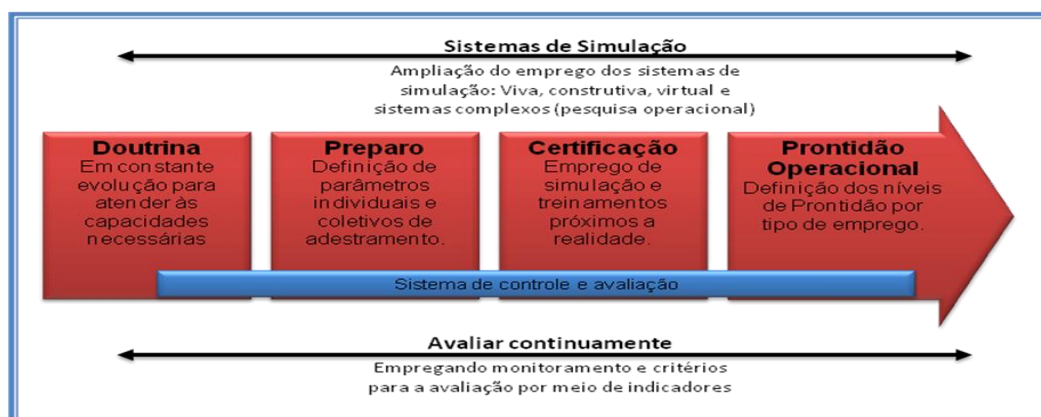 Sistemas de Simulação
Ampliação do emprego dos sistemas de
simulação: Viva, construtiva, virtual e
sistemas complexos (pesquisa operacional)
Doutrina
Em constante
evolução para
atender às
capacidades
necessárias
Preparo
Definição de
parâmetros
individuais e
coletivos de
adestramento.
Certificação
Emprego de
simulação e
treinamentos
próximos a
realidade.
Prontidão
Operacional
Definição dos níveis
de Prontidão por
tipo de emprego.
Sistema de controle e avaliação
Avaliar continuamente
Empregando monitoramento e critérios
para a avaliação por meio de indicadores